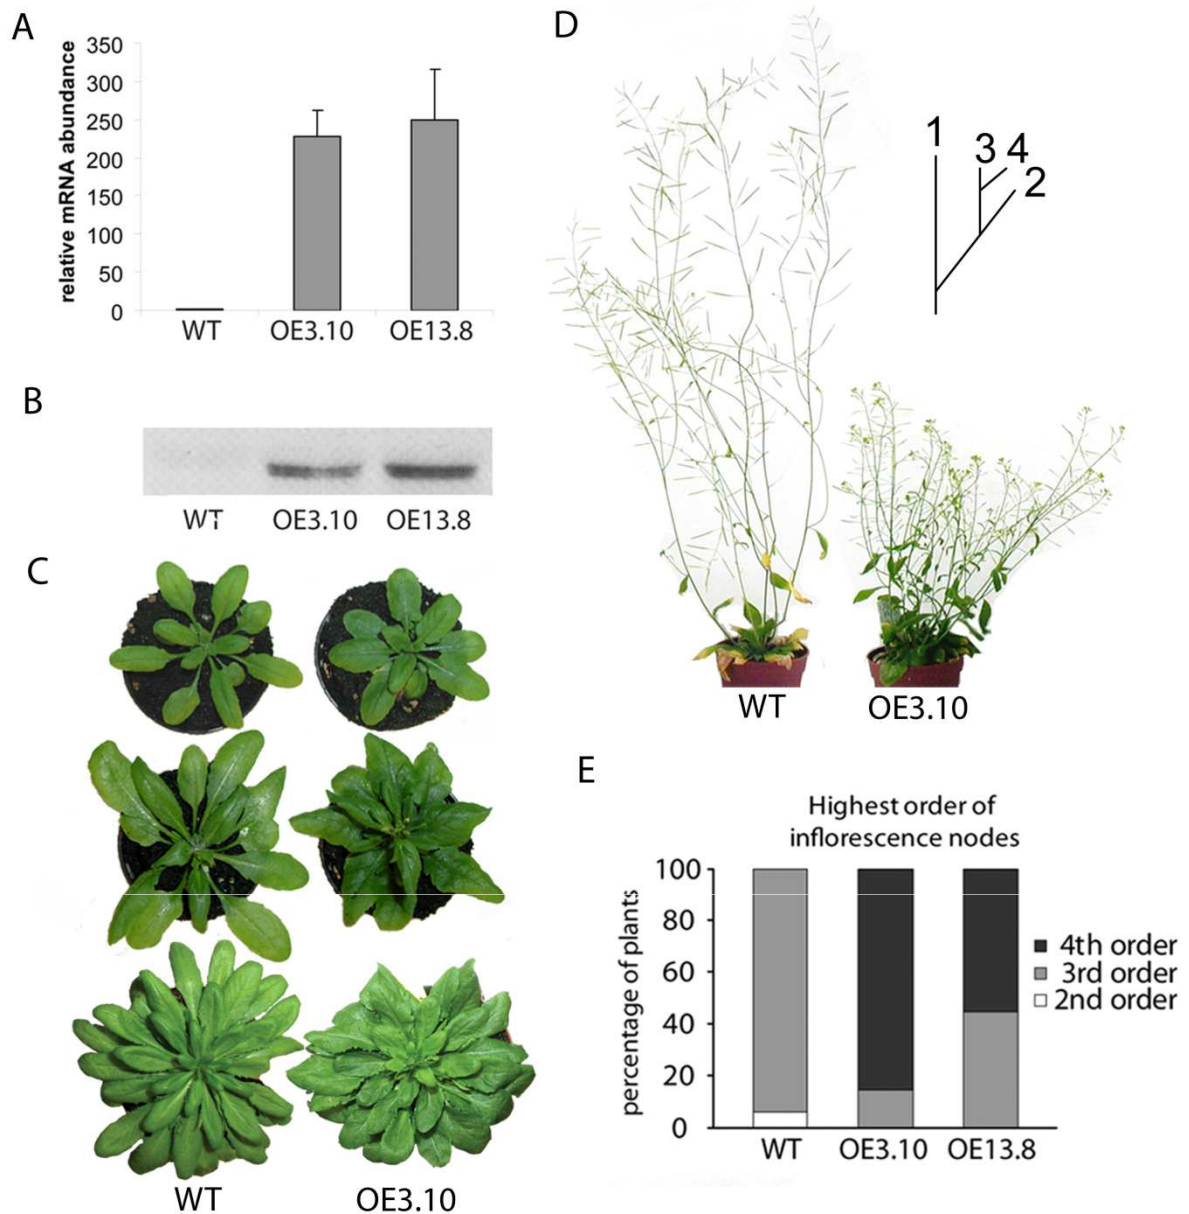 A
relative mRNA abundance
350
300
250
200
150
100
50
0
WT OE3.10 OE13.8
B
WT OE3.10 OE13.8
C
WT OE3.10
D
1
3 4
2
WT OE3.10
E
Highest order of
inflorescence nodes
percentage of plants
100
80
60
40
20
0
4th order
3rd order
2nd order
WT OE3.10 OE13.8